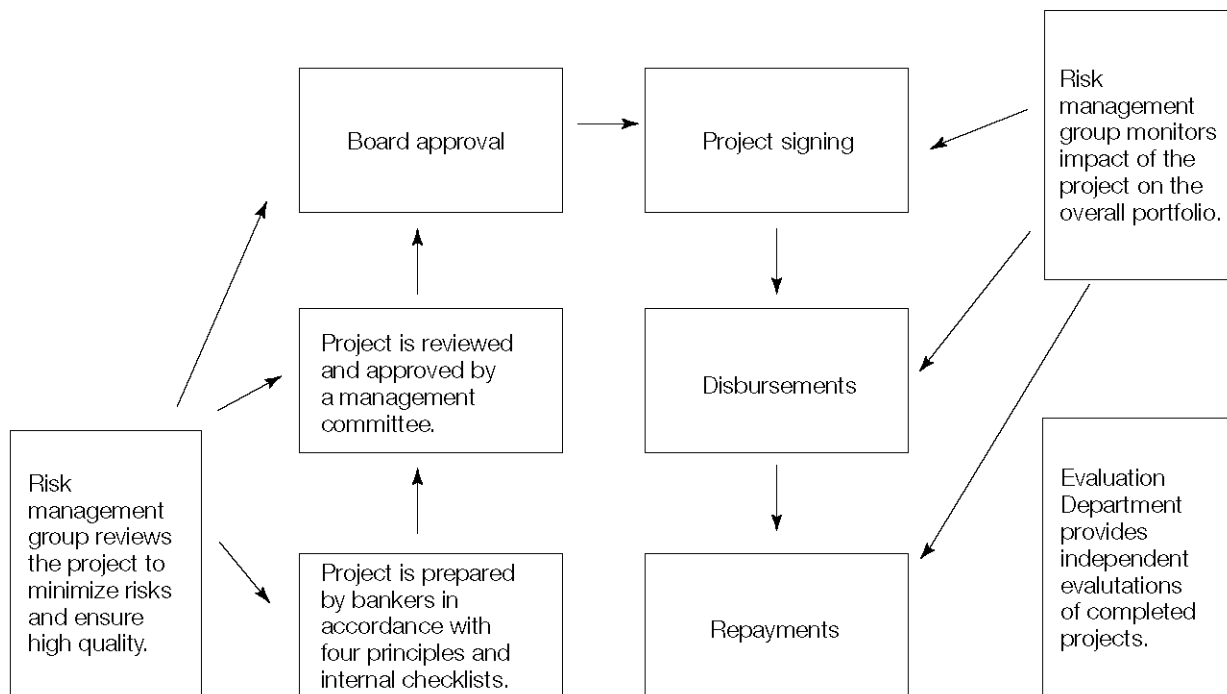 Board approval
Project signing
Risk
management
group monitors
impact of the
project on the
overall portfolio.
Project is reviewed
and approved by
a management
committee.
Disbursements
Risk
management
group reviews
the project to
minimize risks
and ensure
high quality.
Project is prepared
by bankers in
accordance with
four principles and
internal checklists.
Repayments
Evaluation
Department
provides
independent
evalutations
of completed
projects.